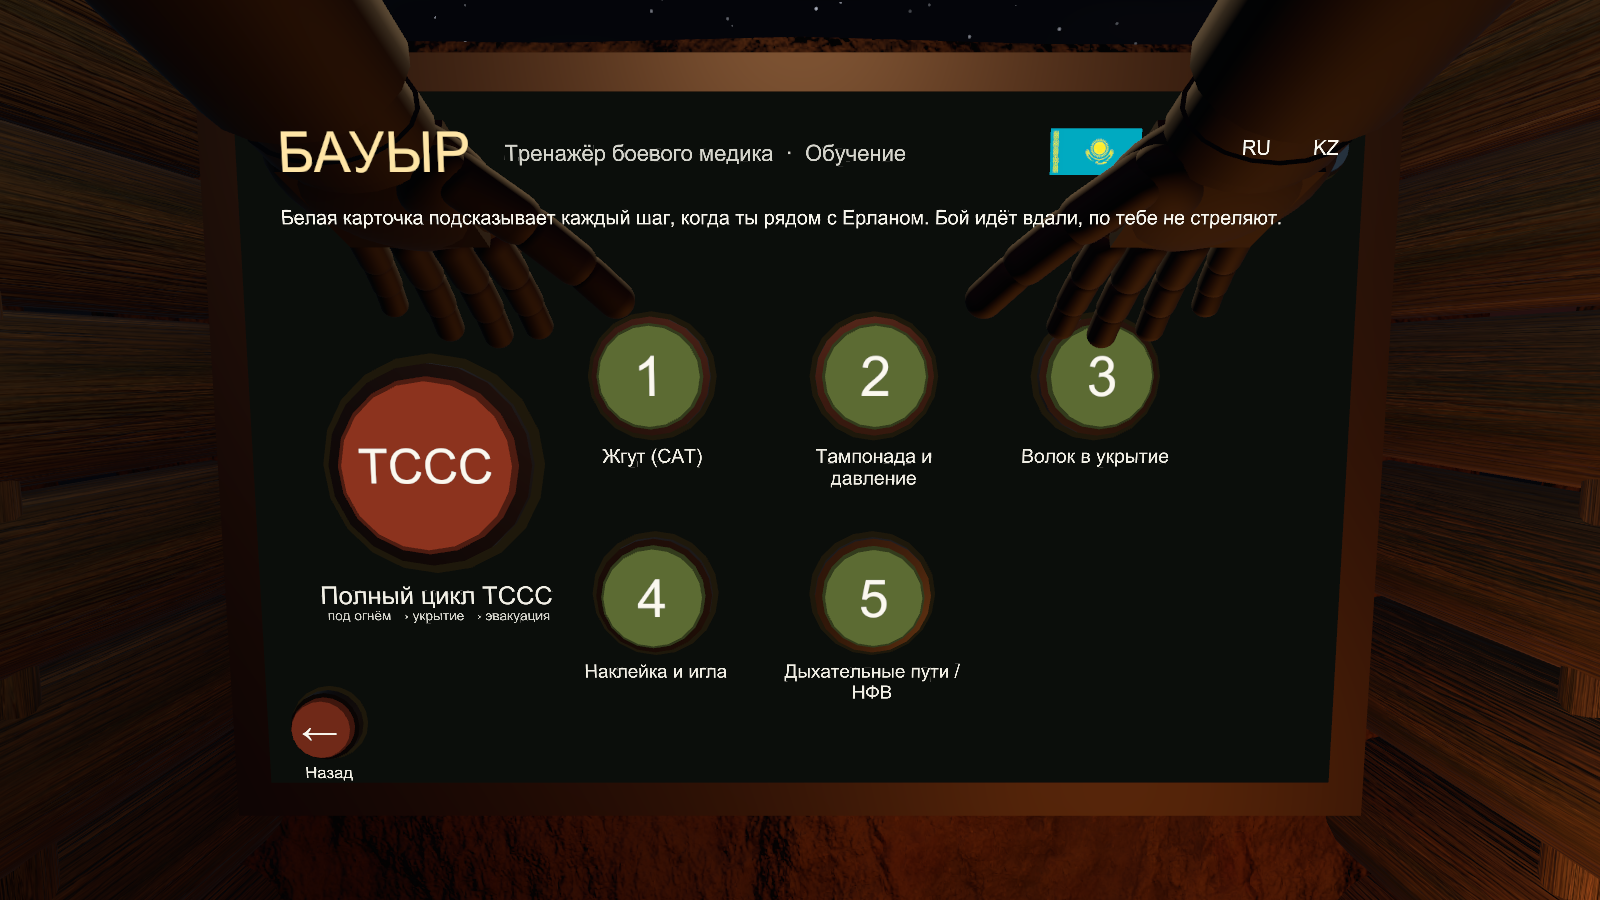 БАУЫР
Тренажёр боевого медика · Обучение
RU
KZ
Белая карточка подсказывает каждый шаг, когда ты рядом с Ерланом. Бой идёт вдали, по тебе не стреляют.
1
2
3
Жгут (CAT)
Тампонада и
давление
Волок в укрытие
ТССС
Полный цикл ТССС
под огнём → укрытие → эвакуация
4
5
Наклейка и игла
Дыхательные пути /
НФВ
←
Назад